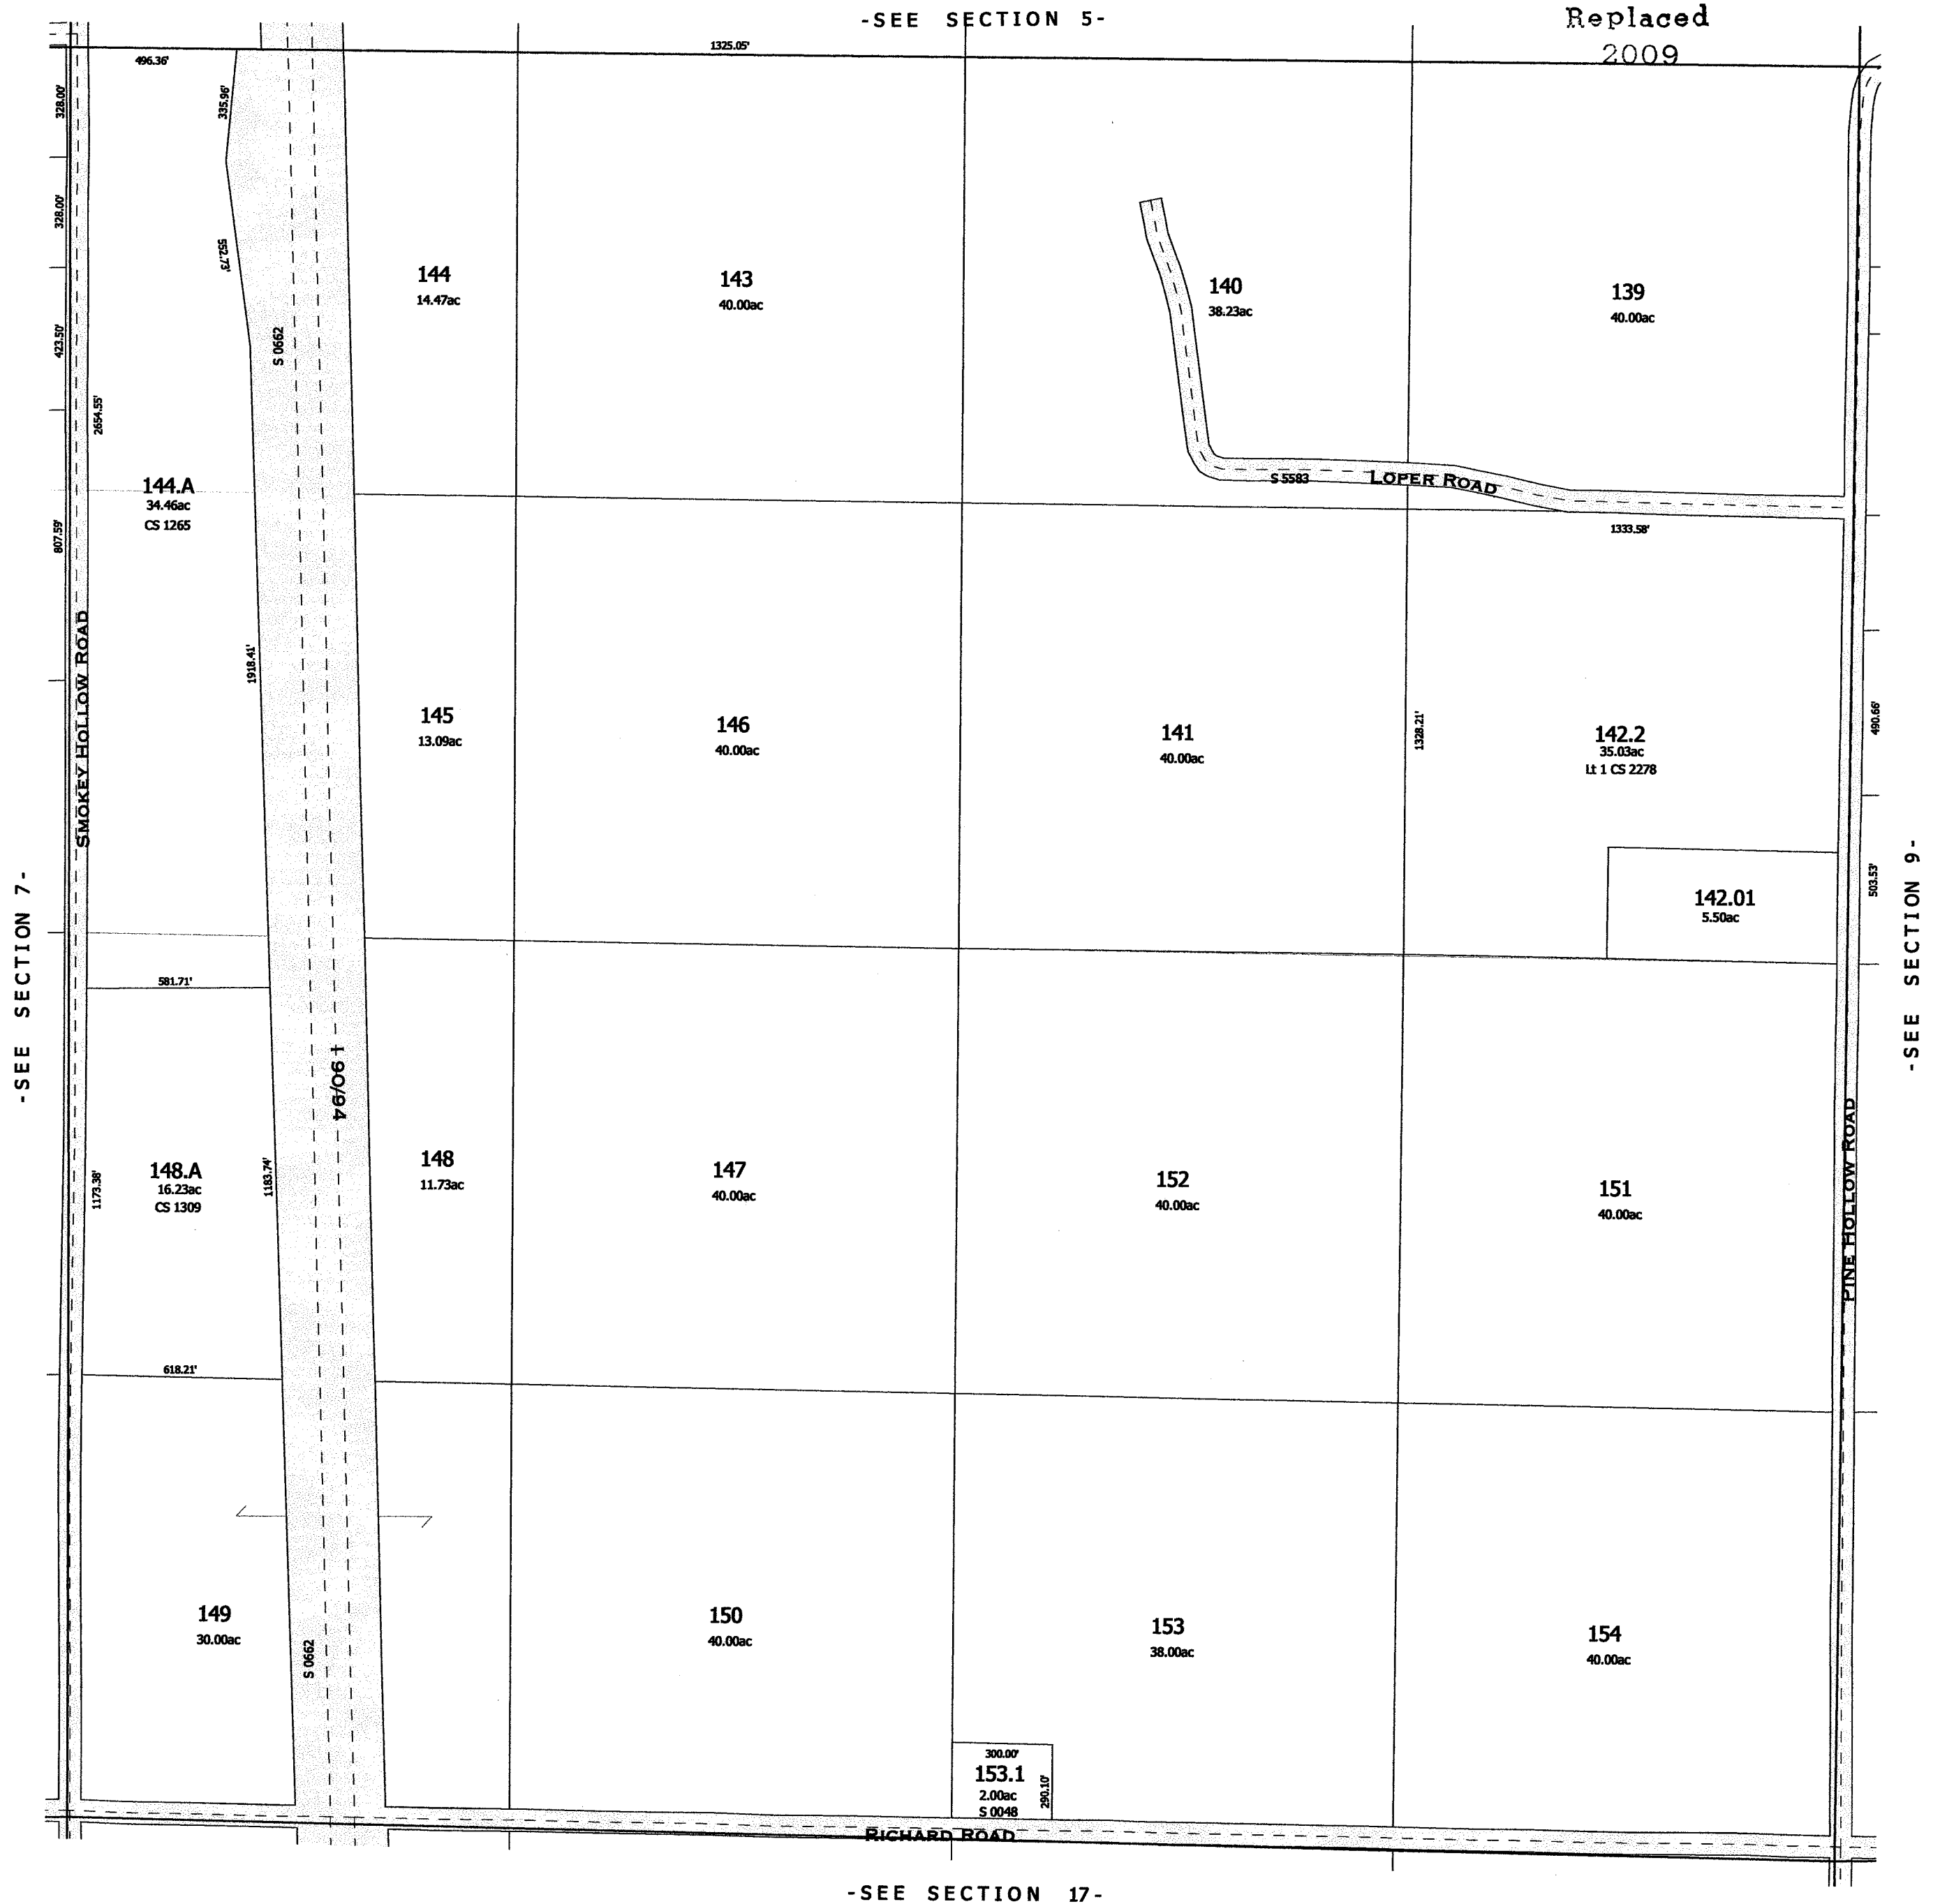 -SEE SECTION 5-
Replaced
2009
496.36'
1325.05'
328.00'
335.96'
328.00'
552.73'
423.50'
S 0662
2654.55'
144
14.47ac
143
40.00ac
140
38.23ac
139
40.00ac
S 5583
LOPER ROAD
1333.58'
144.A
34.46ac
CS 1265
807.59'
SMOKEY HOLLOW ROAD
1918.41'
145
13.09ac
146
40.00ac
141
40.00ac
1328.21'
142.2
35.03ac
Lt 1 CS 2278
490.66'
142.01
5.50ac
503.53'
-SEE SECTION 7-
-SEE SECTION 9-
581.71'
I 90/94
148.A
16.23ac
CS 1309
1173.38'
1183.74'
148
11.73ac
147
40.00ac
152
40.00ac
151
40.00ac
PINE HOLLOW ROAD
618.21'
149
30.00ac
S 0662
150
40.00ac
153
38.00ac
154
40.00ac
300.00'
153.1
2.00ac
S 0048
290.10'
RICHARD ROAD
-SEE SECTION 17-